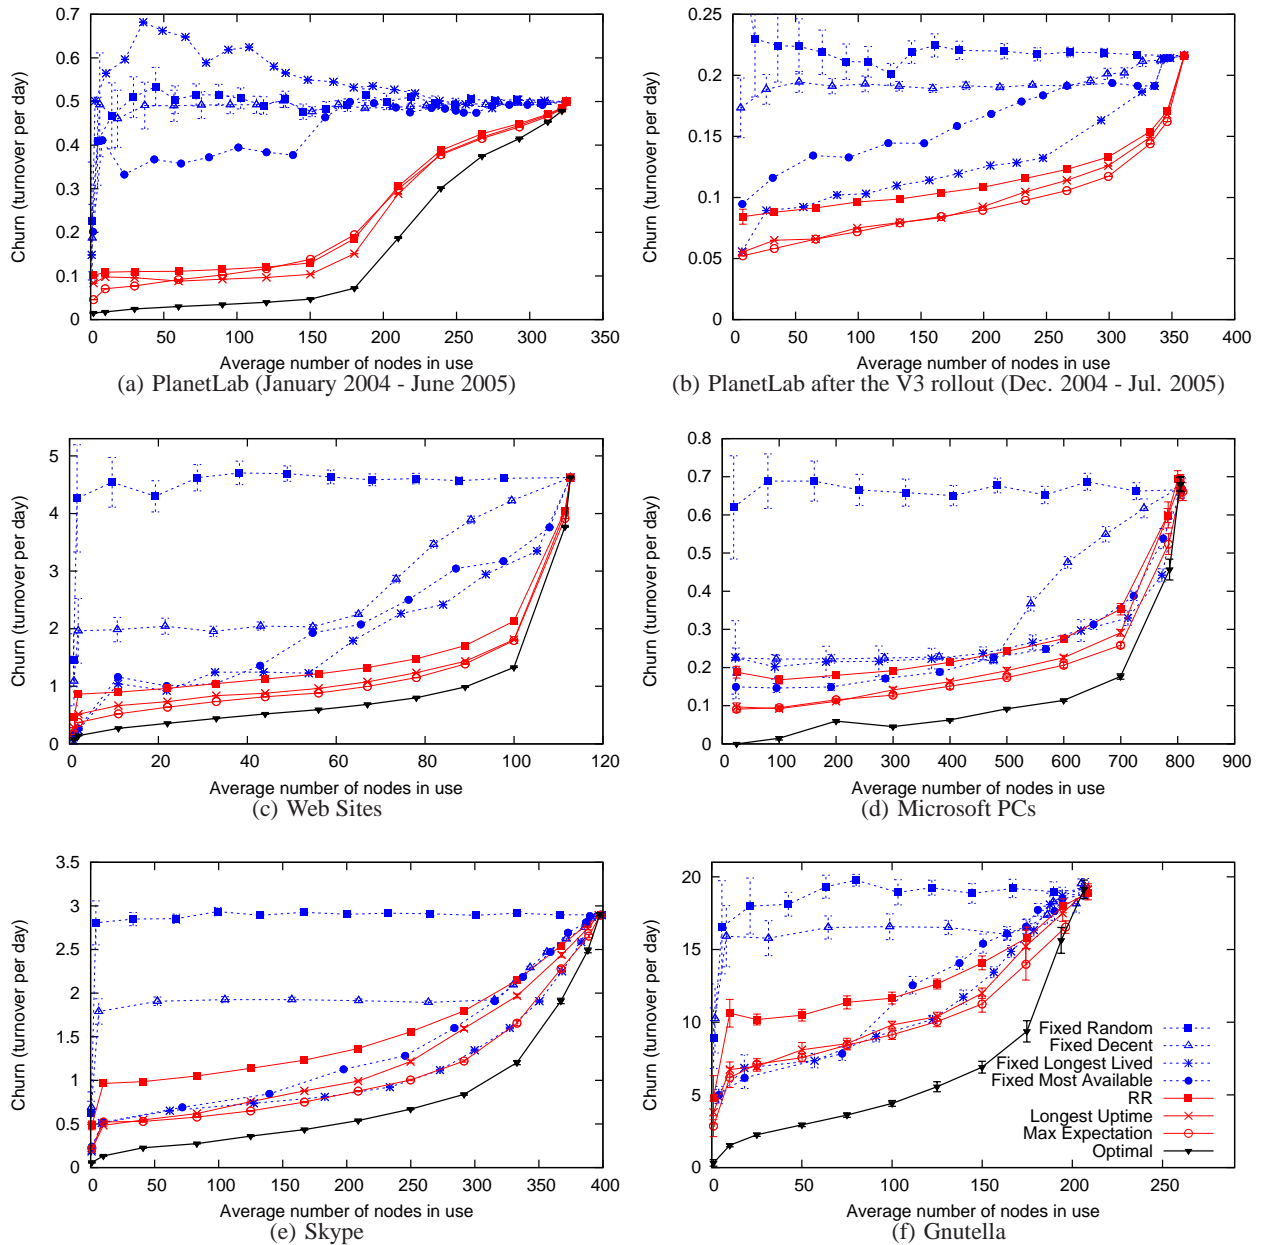 0.7
0.6
0.5
0.4
0.3
0.2
0.1
0
Churn (turnover per day)
0 50 100 150 200 250 300 350
Average number of nodes in use
(a) PlanetLab (January 2004 - June 2005)
0.25
0.2
0.15
0.1
0.05
0
Churn (turnover per day)
0 50 100 150 200 250 300 350 400
Average number of nodes in use
(b) PlanetLab after the V3 rollout (Dec. 2004 - Jul. 2005)
5
4
3
2
1
0
Churn (turnover per day)
0 20 40 60 80 100 120
Average number of nodes in use
(c) Web Sites
0.8
0.7
0.6
0.5
0.4
0.3
0.2
0.1
0
Churn (turnover per day)
0 100 200 300 400 500 600 700 800 900
Average number of nodes in use
(d) Microsoft PCs
3.5
3
2.5
2
1.5
1
0.5
0
Churn (turnover per day)
0 50 100 150 200 250 300 350 400
Average number of nodes in use
(e) Skype
20
15
10
5
0
Churn (turnover per day)
Fixed Random
Fixed Decent
Fixed Longest Lived
Fixed Most Available
RR
Longest Uptime
Max Expectation
Optimal
0 50 100 150 200 250
Average number of nodes in use
(f) Gnutella